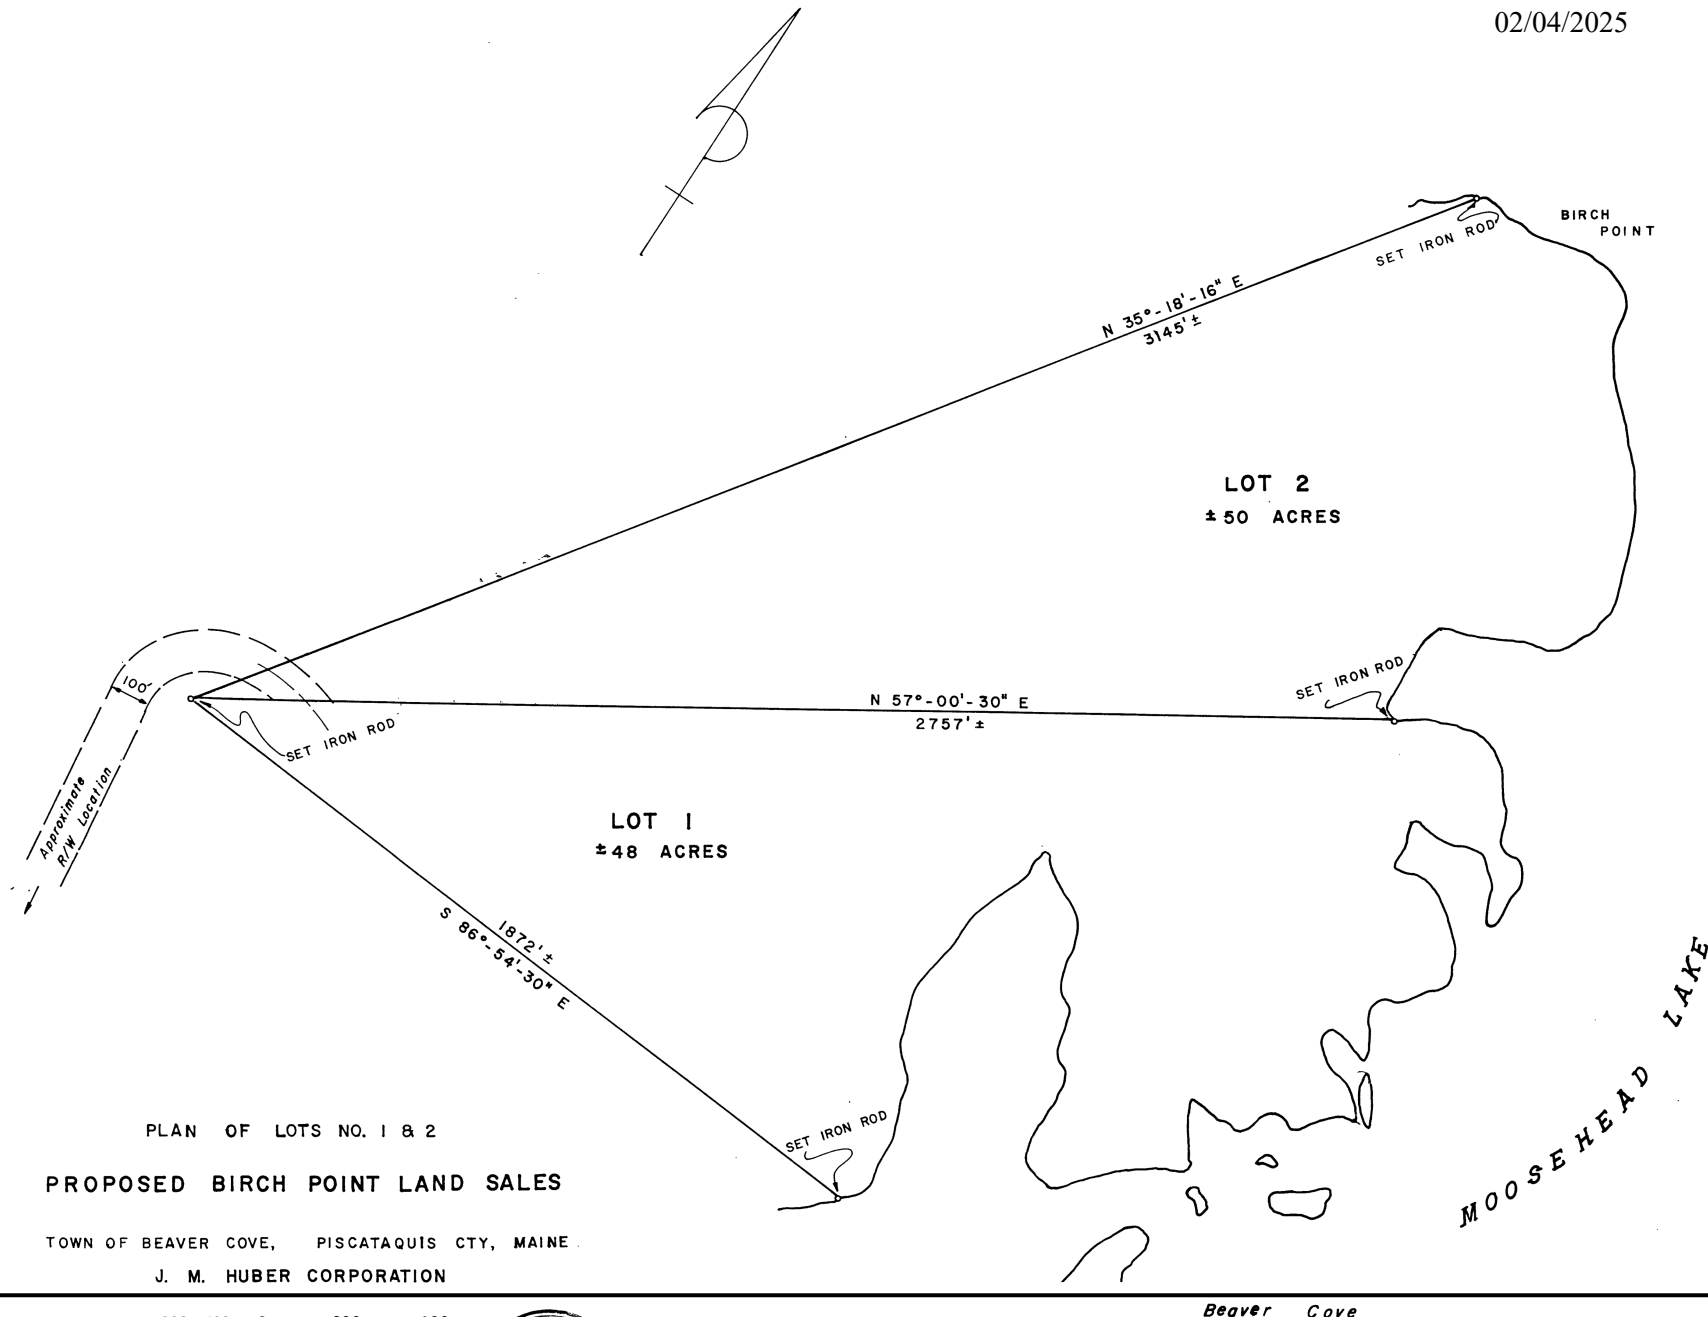 02/04/2025
BIRCH
POINT
SET IRON ROD
N 35°-18'-16" E
3145'±
LOT 2
±50 ACRES
SET IRON ROD
100'
N 57°-00'-30" E
2757'±
SET IRON ROD
Approximate
R/W Location
LOT 1
±48 ACRES
1872'±
S 86°-54'-30" E
MOOSEHEAD LAKE
SET IRON ROD
PLAN OF LOTS NO. 1 & 2
PROPOSED BIRCH POINT LAND SALES
TOWN OF BEAVER COVE, PISCATAQUIS CTY, MAINE
J. M. HUBER CORPORATION
Beaver Cove